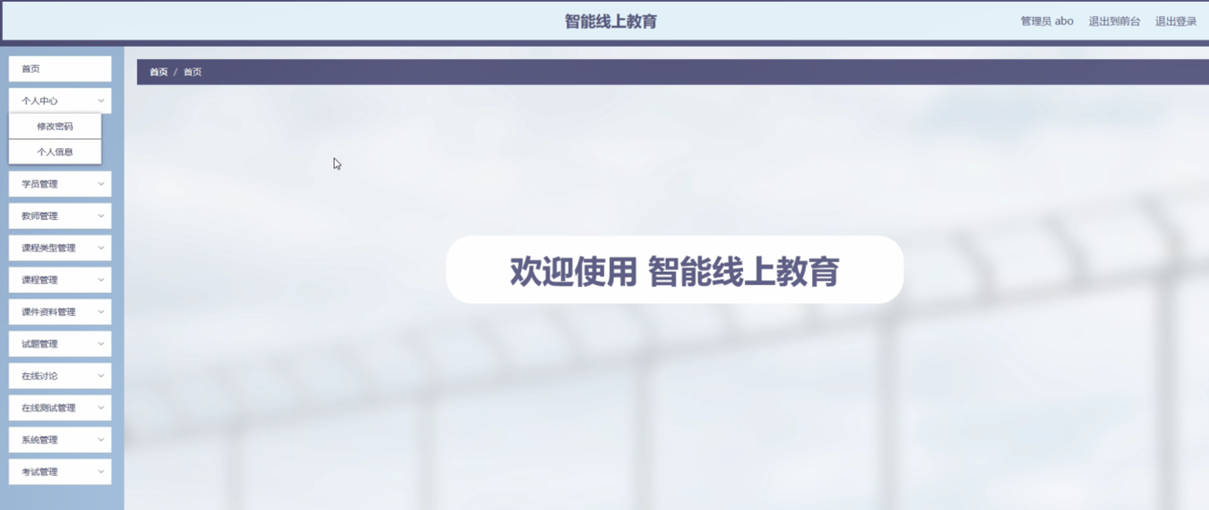 智能线上教育
管理员 abo 退出到前台 退出登录
首页
首页 / 首页
个人中心
修改密码
个人信息
学员管理
教师管理
课程类型管理
课程管理
课件资料管理
试题管理
在线讨论
在线测试管理
系统管理
考试管理
欢迎使用 智能线上教育